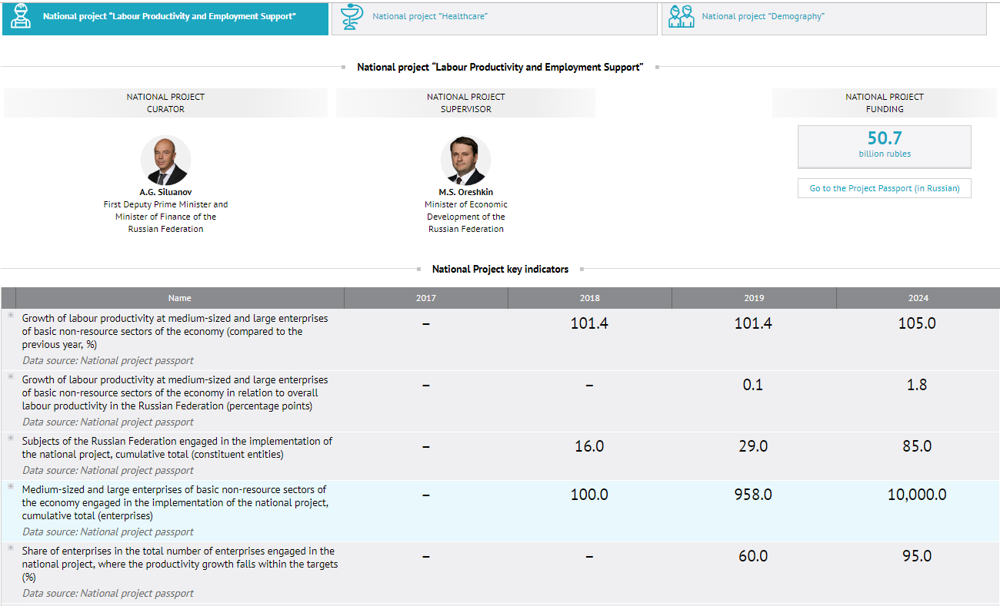 National project “Labour Productivity and Employment Support”
National project “Healthcare”
National project “Demography”
National project “Labour Productivity and Employment Support”
NATIONAL PROJECT
CURATOR
NATIONAL PROJECT
SUPERVISOR
NATIONAL PROJECT
FUNDING
50.7
billion rubles
Go to the Project Passport (in Russian)
A.G. Siluanov
First Deputy Prime Minister and
Minister of Finance of the
Russian Federation
M.S. Oreshkin
Minister of Economic
Development of the
Russian Federation
National Project key indicators
Name 2017 2018 2019 2024
Growth of labour productivity at medium-sized and large enterprises
of basic non-resource sectors of the economy (compared to the
previous year, %)
Data source: National project passport
– 101.4 101.4 105.0
Growth of labour productivity at medium-sized and large enterprises
of basic non-resource sectors of the economy in relation to overall
labour productivity in the Russian Federation (percentage points)
Data source: National project passport
– – 0.1 1.8
Subjects of the Russian Federation engaged in the implementation of
the national project, cumulative total (constituent entities)
Data source: National project passport
– 16.0 29.0 85.0
Medium-sized and large enterprises of basic non-resource sectors of
the economy engaged in the implementation of the national project,
cumulative total (enterprises)
Data source: National project passport
– 100.0 958.0 10,000.0
Share of enterprises in the total number of enterprises engaged in the
national project, where the productivity growth falls within the targets
(%)
Data source: National project passport
– – 60.0 95.0